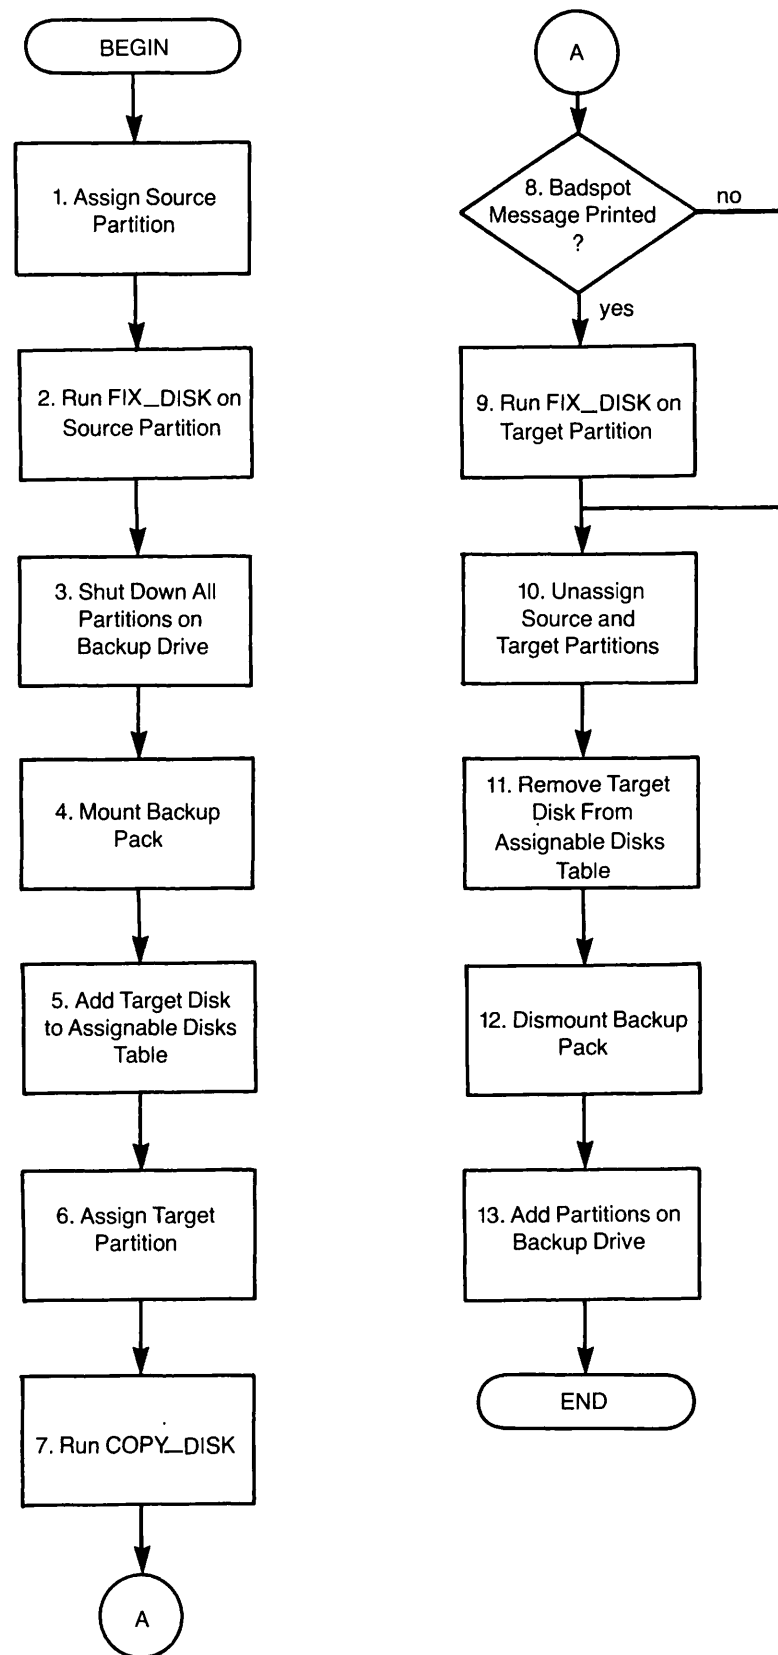 BEGIN
1. Assign Source
Partition
2. Run FIX_DISK on
Source Partition
3. Shut Down All
Partitions on
Backup Drive
4. Mount Backup
Pack
5. Add Target Disk
to Assignable Disks
Table
6. Assign Target
Partition
7. Run COPY_DISK
A
A
8. Badspot
Message Printed
?
no
yes
9. Run FIX_DISK on
Target Partition
10. Unassign
Source and
Target Partitions
11. Remove Target
Disk From
Assignable Disks
Table
12. Dismount Backup
Pack
13. Add Partitions on
Backup Drive
END